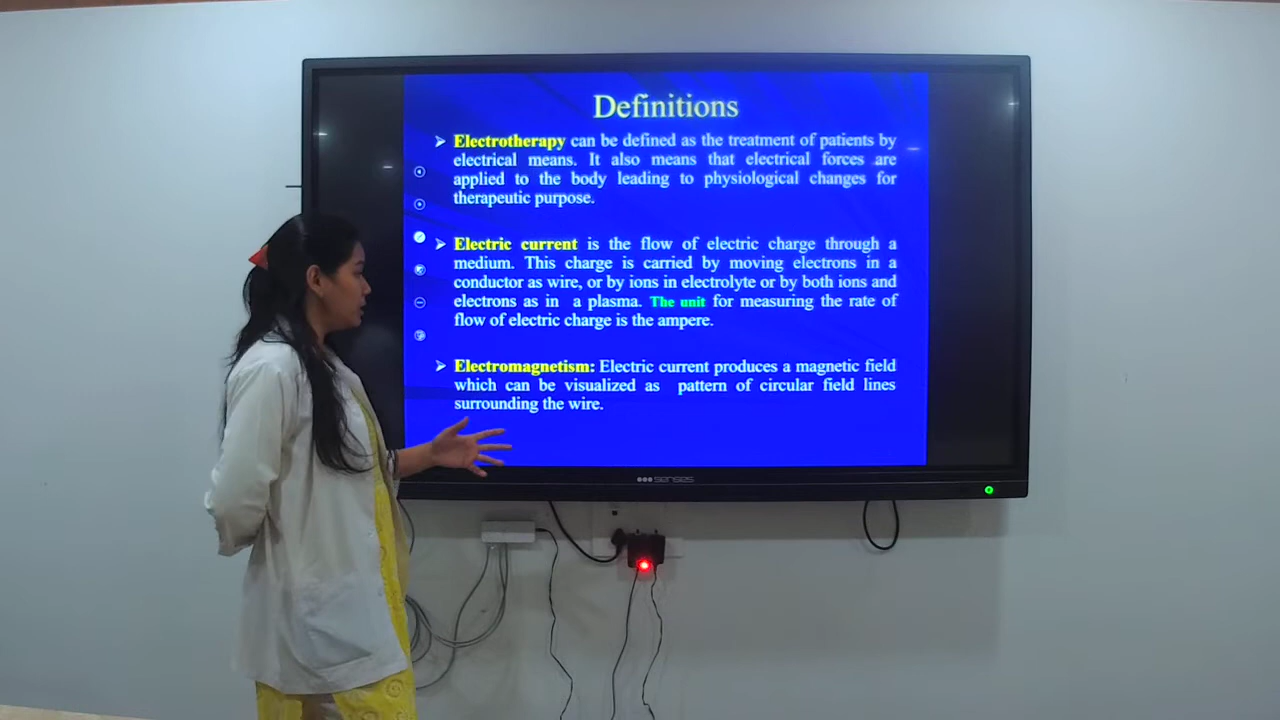 Definitions
➢ Electrotherapy can be defined as the treatment of patients by
electrical means. It also means that electrical forces are
applied to the body leading to physiological changes for
therapeutic purpose.
➢ Electric current is the flow of electric charge through a
medium. This charge is carried by moving electrons in a
conductor as wire, or by ions in electrolyte or by both ions and
electrons as in a plasma. The unit for measuring the rate of
flow of electric charge is the ampere.
➢ Electromagnetism: Electric current produces a magnetic field
which can be visualized as pattern of circular field lines
surrounding the wire.
senses